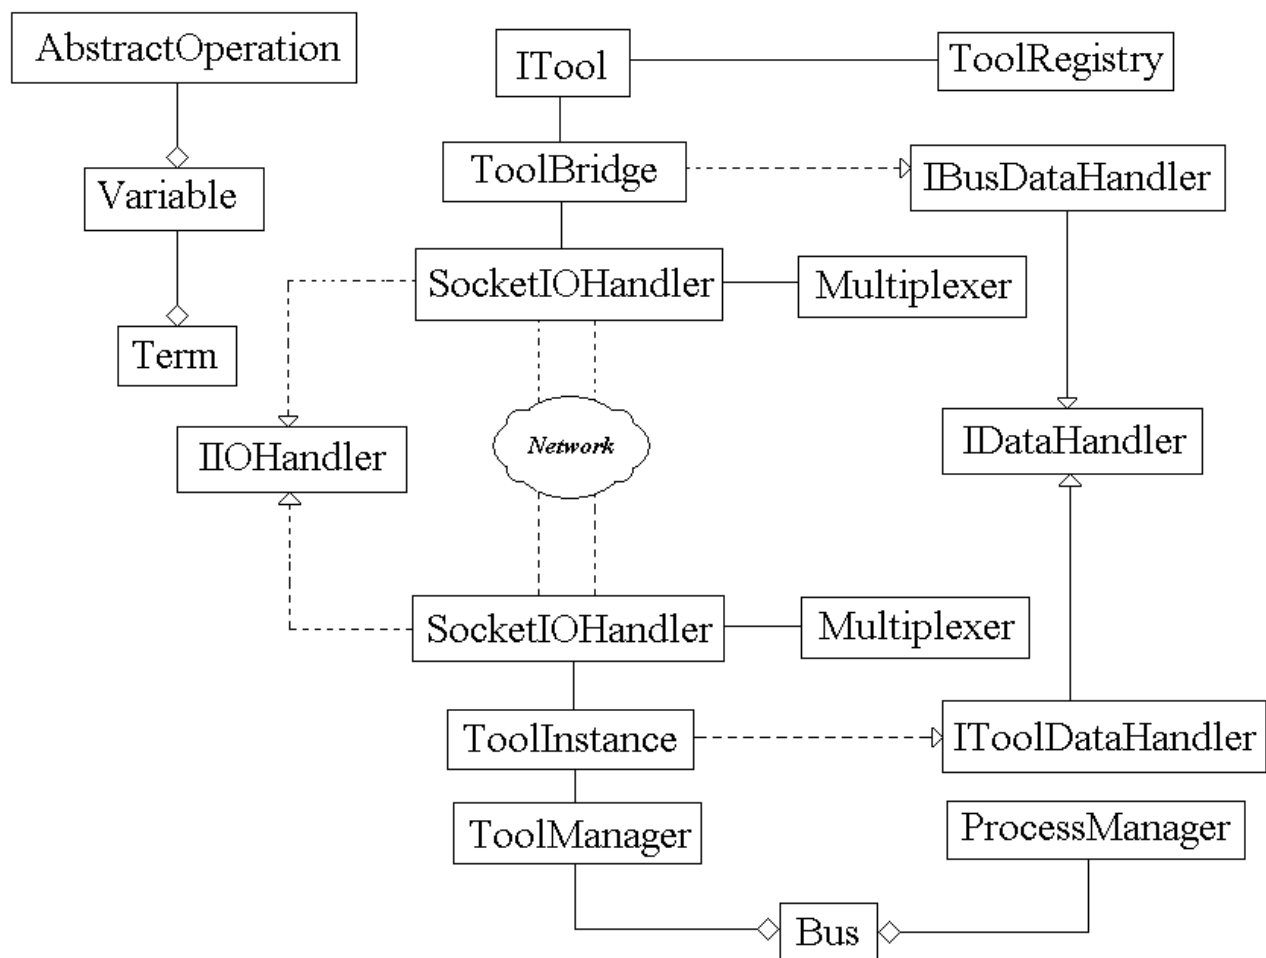 AbstractOperation
ITool
ToolRegistry
ToolBridge
IBusDataHandler
Variable
SocketIOHandler
Multiplexer
Term
IIOHandler
Network
IDataHandler
SocketIOHandler
Multiplexer
ToolInstance
IToolDataHandler
ToolManager
ProcessManager
Bus